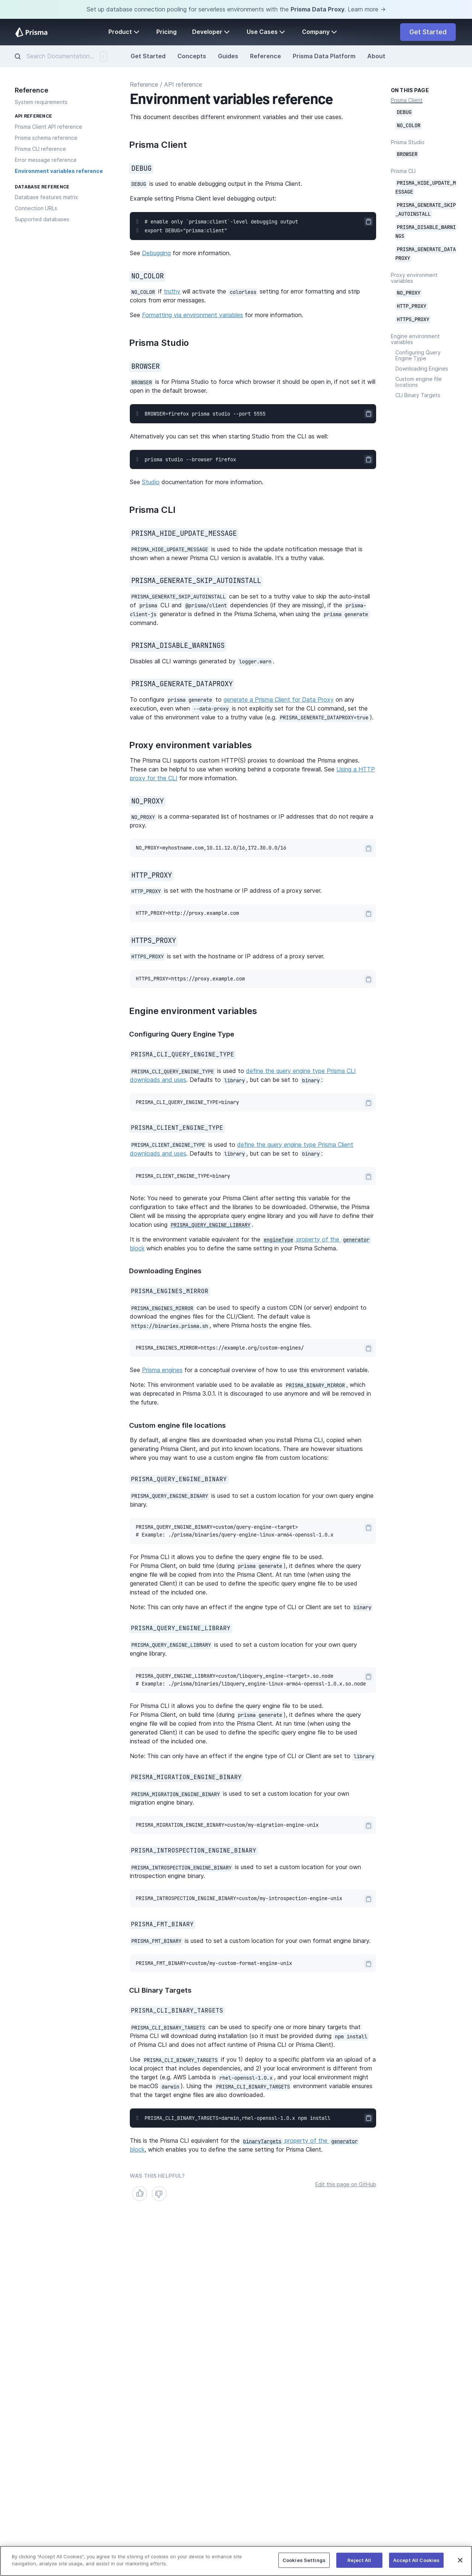 Set up database connection pooling for serverless environments with the Prisma Data Proxy. Learn more →
Prisma
Product
Pricing
Developer
Use Cases
Company
Get Started
Search Documentation...
/
Get Started
Concepts
Guides
Reference
Prisma Data Platform
About
Reference
System requirements
API REFERENCE
Prisma Client API reference
Prisma schema reference
Prisma CLI reference
Error message reference
Environment variables reference
DATABASE REFERENCE
Database features matrix
Connection URLs
Supported databases
Reference / API reference
Environment variables reference
This document describes different environment variables and their use cases.
Prisma Client
DEBUG
DEBUG is used to enable debugging output in the Prisma Client.
Example setting Prisma Client level debugging output:
# enable only `prisma:client`-level debugging output
export DEBUG="prisma:client"
See Debugging for more information.
NO_COLOR
NO_COLOR if truthy will activate the colorless setting for error formatting and strip
colors from error messages.
See Formatting via environment variables for more information.
Prisma Studio
BROWSER
BROWSER is for Prisma Studio to force which browser it should be open in, if not set it will
open in the default browser.
BROWSER=firefox prisma studio --port 5555
Alternatively you can set this when starting Studio from the CLI as well:
prisma studio --browser firefox
See Studio documentation for more information.
Prisma CLI
PRISMA_HIDE_UPDATE_MESSAGE
PRISMA_HIDE_UPDATE_MESSAGE is used to hide the update notification message that is
shown when a newer Prisma CLI version is available. It's a truthy value.
PRISMA_GENERATE_SKIP_AUTOINSTALL
PRISMA_GENERATE_SKIP_AUTOINSTALL can be set to a truthy value to skip the auto-install
of prisma CLI and @prisma/client dependencies (if they are missing), if the prisma-
client-js generator is defined in the Prisma Schema, when using the prisma generate
command.
PRISMA_DISABLE_WARNINGS
Disables all CLI warnings generated by logger.warn.
PRISMA_GENERATE_DATAPROXY
To configure prisma generate to generate a Prisma Client for Data Proxy on any
execution, even when --data-proxy is not explicitly set for the CLI command, set the
value of this environment value to a truthy value (e.g. PRISMA_GENERATE_DATAPROXY=true).
Proxy environment variables
The Prisma CLI supports custom HTTP(S) proxies to download the Prisma engines.
These can be helpful to use when working behind a corporate firewall. See Using a HTTP
proxy for the CLI for more information.
NO_PROXY
NO_PROXY is a comma-separated list of hostnames or IP addresses that do not require a
proxy.
NO_PROXY=myhostname.com,10.11.12.0/16,172.30.0.0/16
HTTP_PROXY
HTTP_PROXY is set with the hostname or IP address of a proxy server.
HTTP_PROXY=http://proxy.example.com
HTTPS_PROXY
HTTPS_PROXY is set with the hostname or IP address of a proxy server.
HTTPS_PROXY=https://proxy.example.com
Engine environment variables
Configuring Query Engine Type
PRISMA_CLI_QUERY_ENGINE_TYPE
PRISMA_CLI_QUERY_ENGINE_TYPE is used to define the query engine type Prisma CLI
downloads and uses. Defaults to library, but can be set to binary:
PRISMA_CLI_QUERY_ENGINE_TYPE=binary
PRISMA_CLIENT_ENGINE_TYPE
PRISMA_CLIENT_ENGINE_TYPE is used to define the query engine type Prisma Client
downloads and uses. Defaults to library, but can be set to binary:
PRISMA_CLIENT_ENGINE_TYPE=binary
Note: You need to generate your Prisma Client after setting this variable for the
configuration to take effect and the libraries to be downloaded. Otherwise, the Prisma
Client will be missing the appropriate query engine library and you will have to define their
location using PRISMA_QUERY_ENGINE_LIBRARY.
It is the environment variable equivalent for the engineType property of the generator
block which enables you to define the same setting in your Prisma Schema.
Downloading Engines
PRISMA_ENGINES_MIRROR
PRISMA_ENGINES_MIRROR can be used to specify a custom CDN (or server) endpoint to
download the engines files for the CLI/Client. The default value is
https://binaries.prisma.sh, where Prisma hosts the engine files.
PRISMA_ENGINES_MIRROR=https://example.org/custom-engines/
See Prisma engines for a conceptual overview of how to use this environment variable.
Note: This environment variable used to be available as PRISMA_BINARY_MIRROR, which
was deprecated in Prisma 3.0.1. It is discouraged to use anymore and will be removed in
the future.
Custom engine file locations
By default, all engine files are downloaded when you install Prisma CLI, copied when
generating Prisma Client, and put into known locations. There are however situations
where you may want to use a custom engine file from custom locations:
PRISMA_QUERY_ENGINE_BINARY
PRISMA_QUERY_ENGINE_BINARY is used to set a custom location for your own query engine
binary.
PRISMA_QUERY_ENGINE_BINARY=custom/query-engine-<target>
# Example: ./prisma/binaries/query-engine-linux-arm64-openssl-1.0.x
For Prisma CLI it allows you to define the query engine file to be used.
For Prisma Client, on build time (during prisma generate), it defines where the query
engine file will be copied from into the Prisma Client. At run time (when using the
generated Client) it can be used to define the specific query engine file to be used
instead of the included one.
Note: This can only have an effect if the engine type of CLI or Client are set to binary
PRISMA_QUERY_ENGINE_LIBRARY
PRISMA_QUERY_ENGINE_LIBRARY is used to set a custom location for your own query
engine library.
PRISMA_QUERY_ENGINE_LIBRARY=custom/libquery_engine-<target>.so.node
# Example: ./prisma/binaries/libquery_engine-linux-arm64-openssl-1.0.x.so.node
For Prisma CLI it allows you to define the query engine file to be used.
For Prisma Client, on build time (during prisma generate), it defines where the query
engine file will be copied from into the Prisma Client. At run time (when using the
generated Client) it can be used to define the specific query engine file to be used
instead of the included one.
Note: This can only have an effect if the engine type of CLI or Client are set to library
PRISMA_MIGRATION_ENGINE_BINARY
PRISMA_MIGRATION_ENGINE_BINARY is used to set a custom location for your own
migration engine binary.
PRISMA_MIGRATION_ENGINE_BINARY=custom/my-migration-engine-unix
PRISMA_INTROSPECTION_ENGINE_BINARY
PRISMA_INTROSPECTION_ENGINE_BINARY is used to set a custom location for your own
introspection engine binary.
PRISMA_INTROSPECTION_ENGINE_BINARY=custom/my-introspection-engine-unix
PRISMA_FMT_BINARY
PRISMA_FMT_BINARY is used to set a custom location for your own format engine binary.
PRISMA_FMT_BINARY=custom/my-custom-format-engine-unix
CLI Binary Targets
PRISMA_CLI_BINARY_TARGETS
PRISMA_CLI_BINARY_TARGETS can be used to specify one or more binary targets that
Prisma CLI will download during installation (so it must be provided during npm install
of Prisma CLI and does not affect runtime of Prisma CLI or Prisma Client).
Use PRISMA_CLI_BINARY_TARGETS if you 1) deploy to a specific platform via an upload of a
local project that includes dependencies, and 2) your local environment is different from
the target (e.g. AWS Lambda is rhel-openssl-1.0.x, and your local environment might
be macOS darwin). Using the PRISMA_CLI_BINARY_TARGETS environment variable ensures
that the target engine files are also downloaded.
PRISMA_CLI_BINARY_TARGETS=darwin,rhel-openssl-1.0.x npm install
This is the Prisma CLI equivalent for the binaryTargets property of the generator
block, which enables you to define the same setting for Prisma Client.
WAS THIS HELPFUL?
Edit this page on GitHub
ON THIS PAGE
Prisma Client
DEBUG
NO_COLOR
Prisma Studio
BROWSER
Prisma CLI
PRISMA_HIDE_UPDATE_M
ESSAGE
PRISMA_GENERATE_SKIP
_AUTOINSTALL
PRISMA_DISABLE_WARNI
NGS
PRISMA_GENERATE_DATA
PROXY
Proxy environment
variables
NO_PROXY
HTTP_PROXY
HTTPS_PROXY
Engine environment
variables
Configuring Query
Engine Type
Downloading Engines
Custom engine file
locations
CLI Binary Targets
By clicking "Accept All Cookies", you agree to the storing of cookies on your device to enhance site
navigation, analyze site usage, and assist in our marketing efforts.
Cookies Settings
Reject All
Accept All Cookies